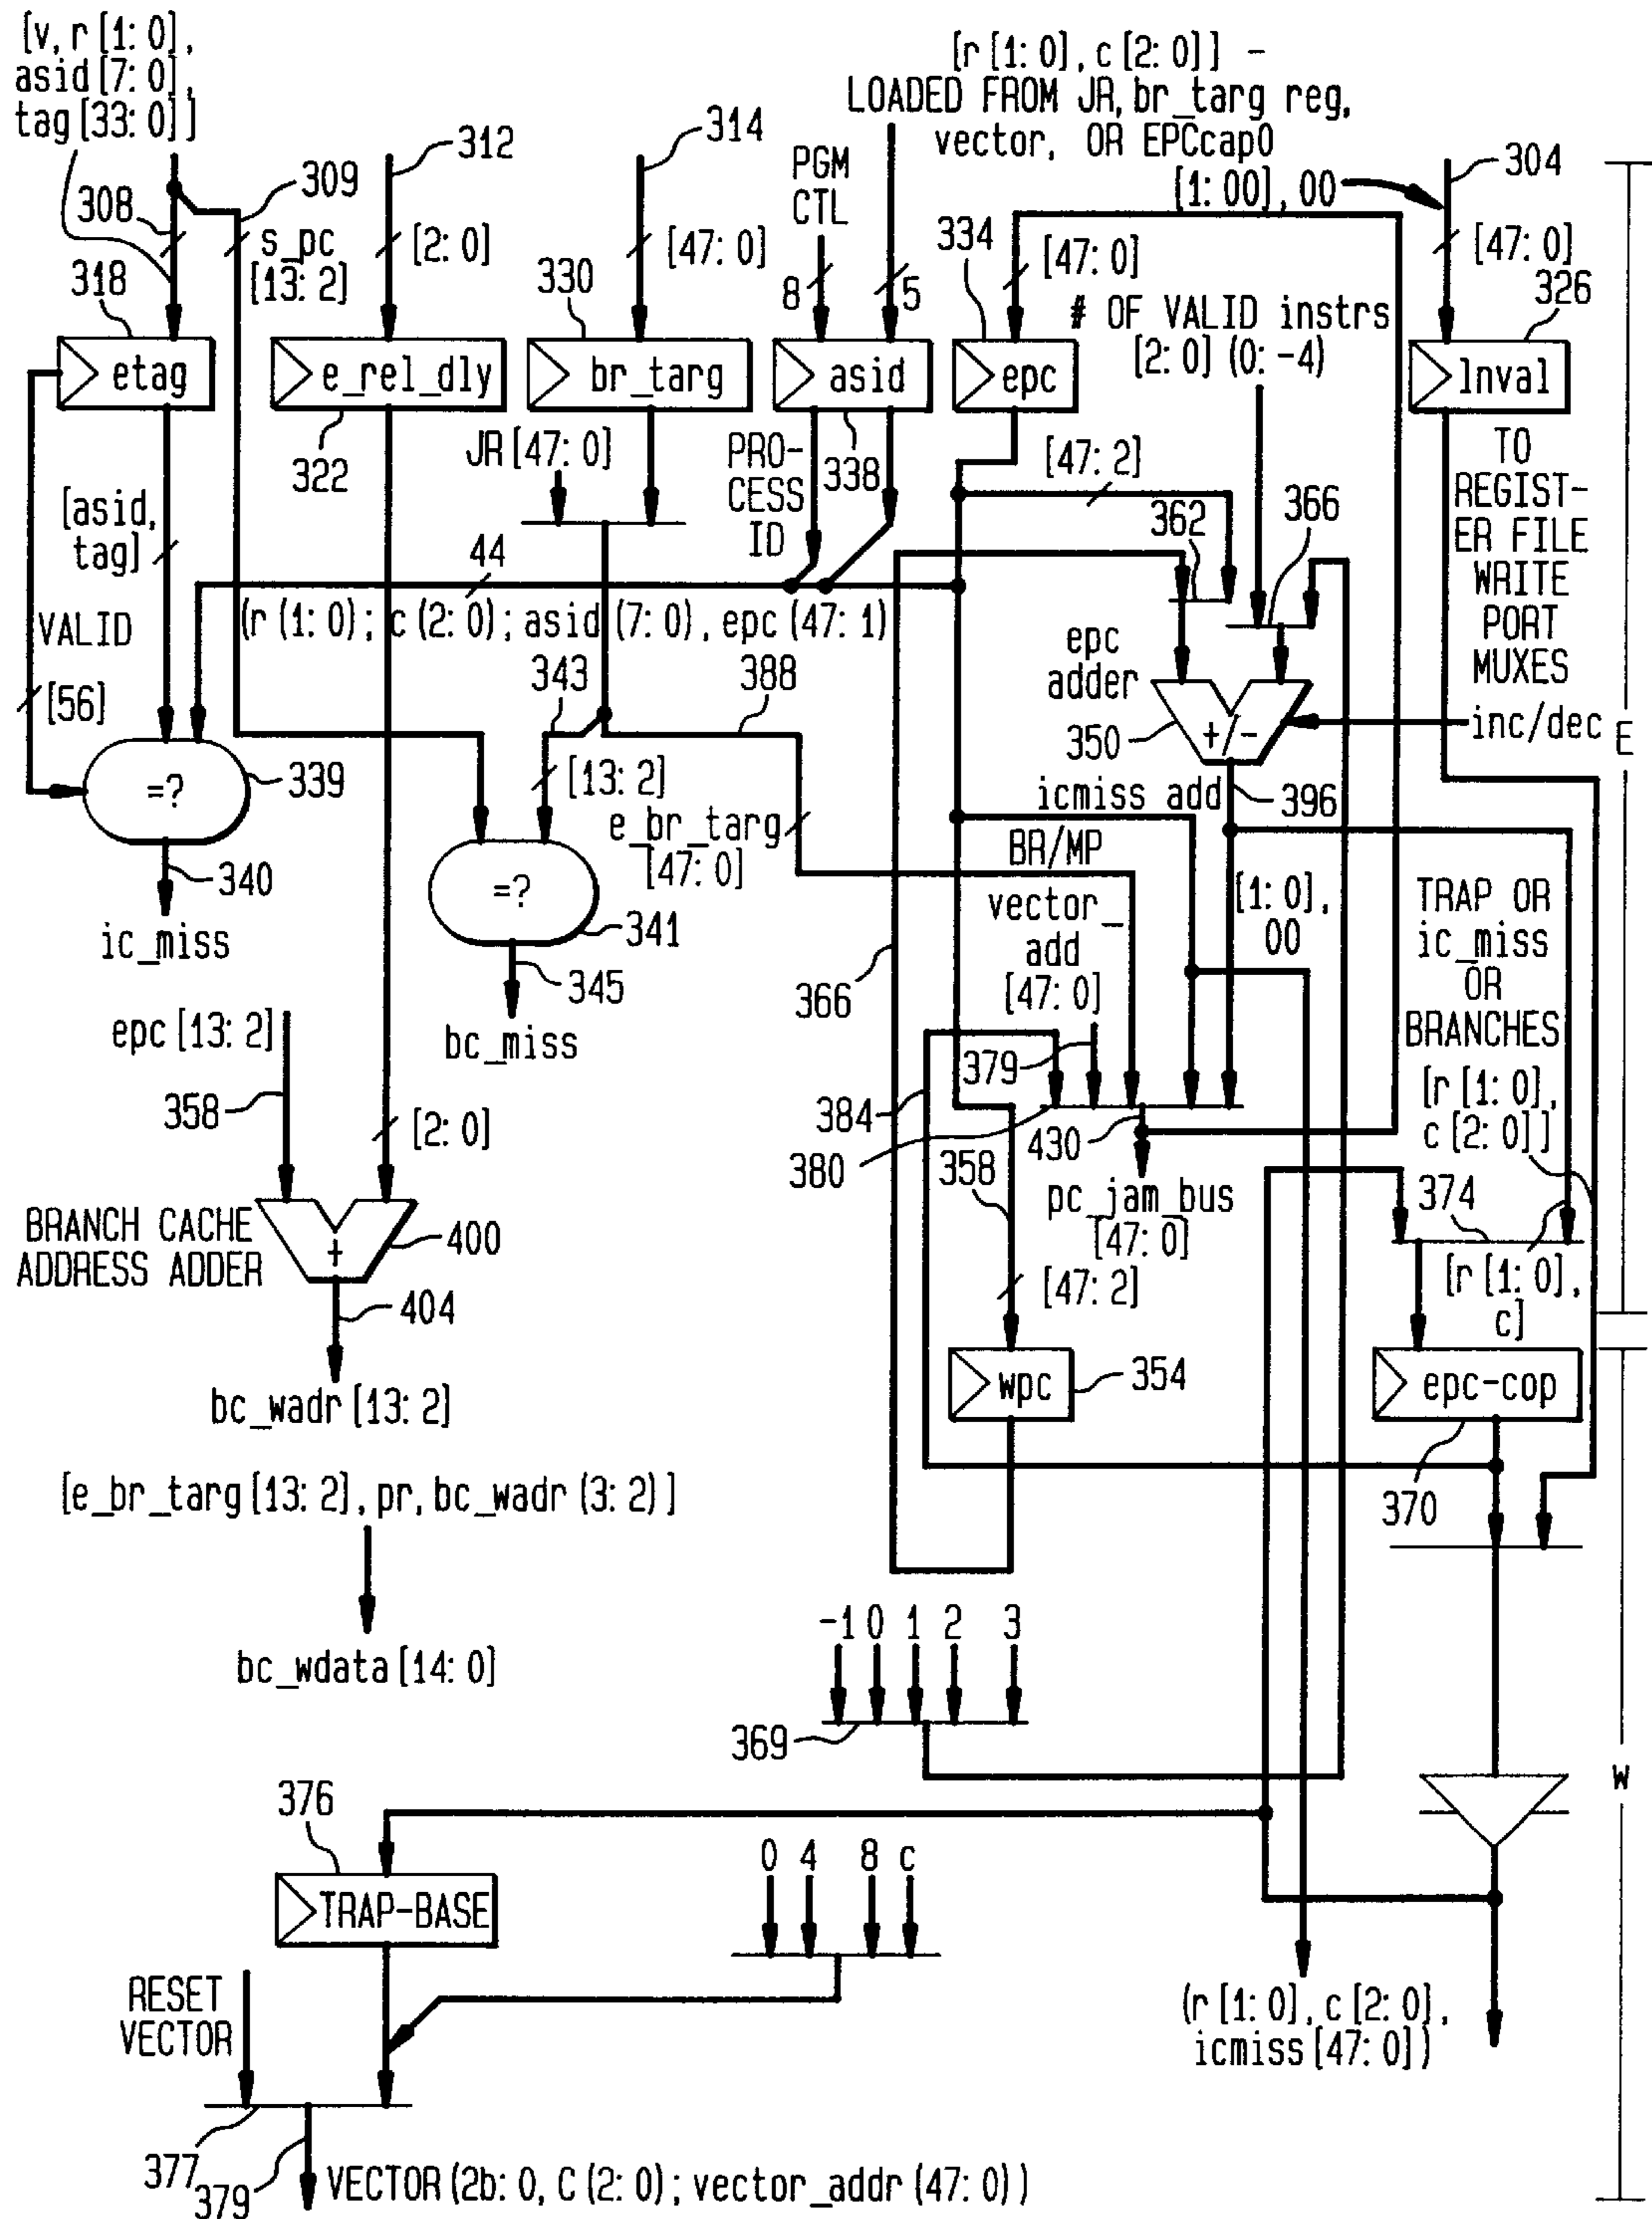 [v, r [1: 0],
asid [7: 0],
tag [33: 0] ]
308
309
s_pc
[13: 2]
318
etag
312
[2: 0]
e_rel_dly
322
314
[47: 0]
330
br_targ
JR [47: 0]
[r [1: 0] , c [2: 0] ] -
LOADED FROM JR, br_targ reg,
vector, OR EPCcap0
[1: 00] , 00
PGM
CTL
8
5
asid
338
PRO-
CESS
ID
334
[47: 0]
epc
# OF VALID instrs
[2: 0] (0: -4)
304
[47: 0]
326
lnval
TO
REGIST-
ER FILE
WRITE
PORT
MUXES
[47: 2]
362
366
[asid,
tag]
44
(r (1: 0) ; c (2: 0) ; asid (7: 0) , epc (47: 1)
VALID
[56]
=?
339
340
ic_miss
343
388
[13: 2]
e_br_targ
[47: 0]
=?
341
345
bc_miss
epc
adder
350
+/-
inc/dec
E
icmiss add
396
BR/MP
vector_
add
[47: 0]
[1: 0] ,
00
TRAP OR
ic_miss
OR
BRANCHES
[r [1: 0] ,
c [2: 0] ]
366
379
384
380
358
430
pc_jam_bus
[47: 0]
[47: 2]
374
[r [1: 0] ,
c]
epc [13: 2]
358
[2: 0]
BRANCH CACHE
ADDRESS ADDER
+
400
404
bc_wadr [13: 2]
wpc
354
epc-cop
370
[e_br_targ [13: 2] , pr, bc_wadr (3: 2) ]
bc_wdata [14: 0]
-1 0 1 2 3
369
W
376
TRAP-BASE
0 4 8 c
RESET
VECTOR
(r [1: 0] , c [2: 0] ,
icmiss [47: 0] )
377
379
VECTOR (2b: 0, C (2: 0) ; vector_addr (47: 0) )